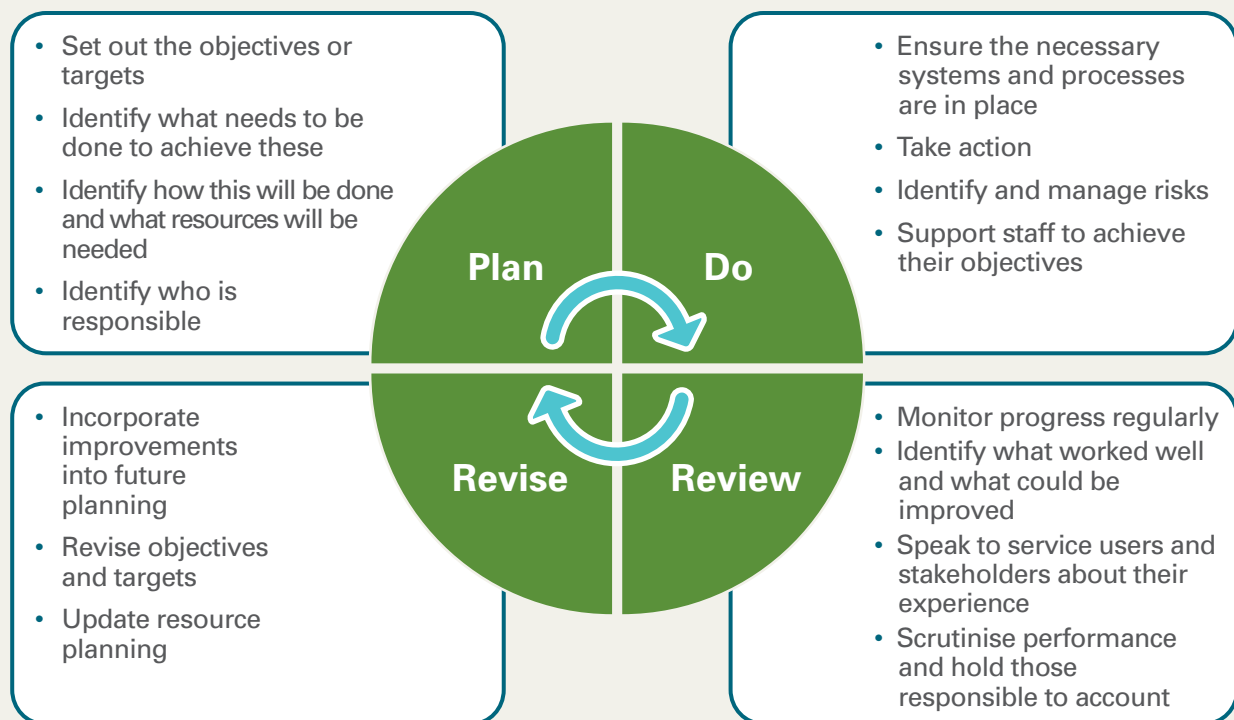 • Set out the objectives or
targets
• Identify what needs to be
done to achieve these
• Identify how this will be done
and what resources will be
needed
• Identify who is
responsible
• Ensure the necessary
systems and processes
are in place
• Take action
• Identify and manage risks
• Support staff to achieve
their objectives
Plan
Do
Revise
Review
• Incorporate
improvements
into future
planning
• Revise objectives
and targets
• Update resource
planning
• Monitor progress regularly
• Identify what worked well
and what could be
improved
• Speak to service users and
stakeholders about their
experience
• Scrutinise performance
and hold those
responsible to account